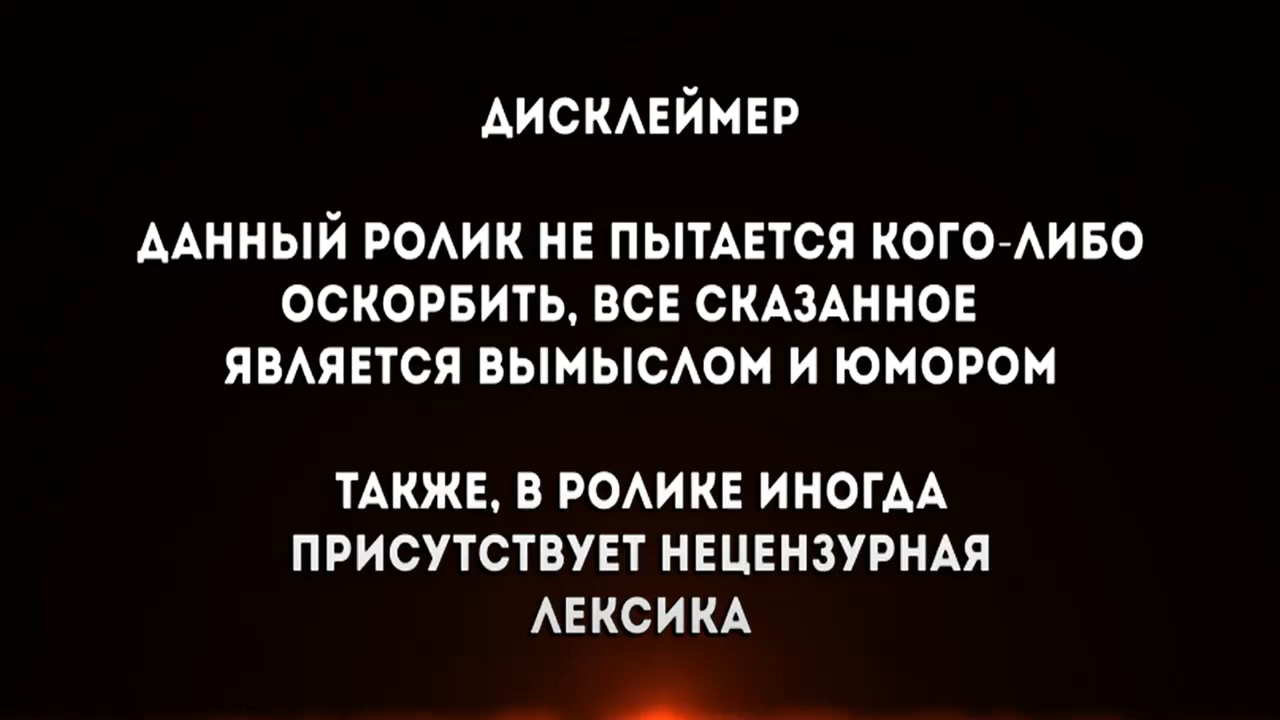 ДИСКЛЕЙМЕР
ДАННЫЙ РОЛИК НЕ ПЫТАЕТСЯ КОГО-ЛИБО
ОСКОРБИТЬ, ВСЕ СКАЗАННОЕ
ЯВЛЯЕТСЯ ВЫМЫСЛОМ И ЮМОРОМ
ТАКЖЕ, В РОЛИКЕ ИНОГДА
ПРИСУТСТВУЕТ НЕЦЕНЗУРНАЯ
ЛЕКСИКА